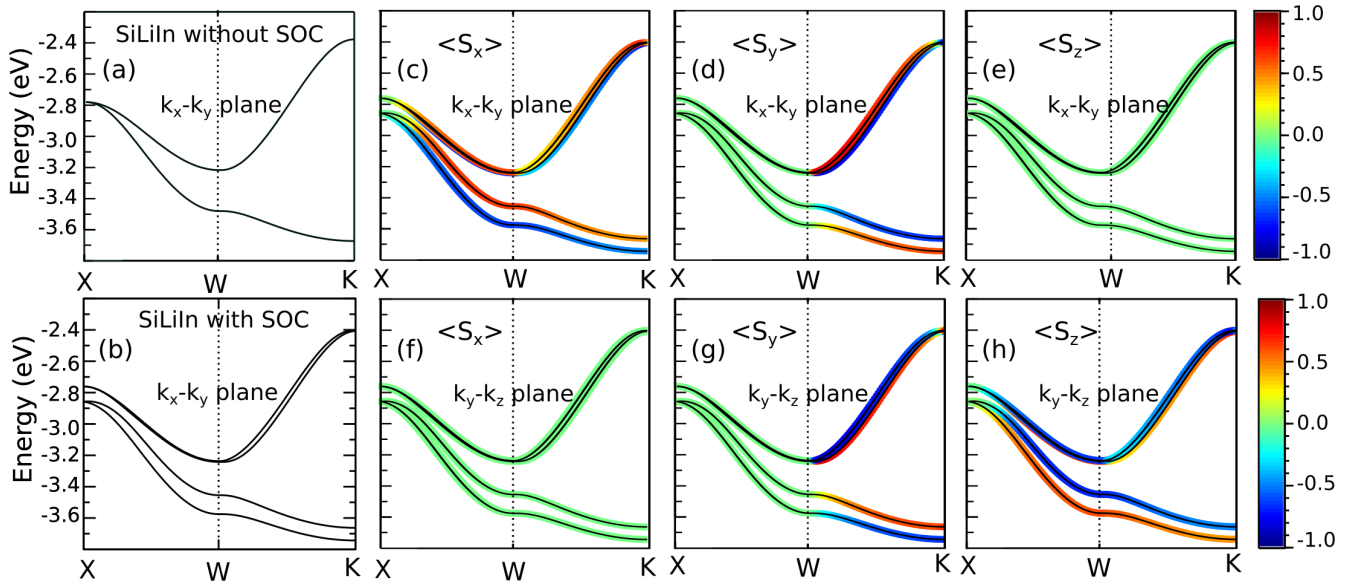 SiLiIn without SOC
(a)
kx-ky plane
Energy (eV)
-2.4
-2.6
-2.8
-3.0
-3.2
-3.4
-3.6
X W K
<Sx>
(c)
kx-ky plane
X W K
<Sy>
(d)
kx-ky plane
X W K
<Sz>
(e)
kx-ky plane
X W K
1.0
0.5
0.0
-0.5
-1.0
SiLiIn with SOC
(b)
kx-ky plane
Energy (eV)
-2.4
-2.6
-2.8
-3.0
-3.2
-3.4
-3.6
X W K
<Sx>
(f)
ky-kz plane
X W K
<Sy>
(g)
ky-kz plane
X W K
<Sz>
(h)
ky-kz plane
X W K
1.0
0.5
0.0
-0.5
-1.0